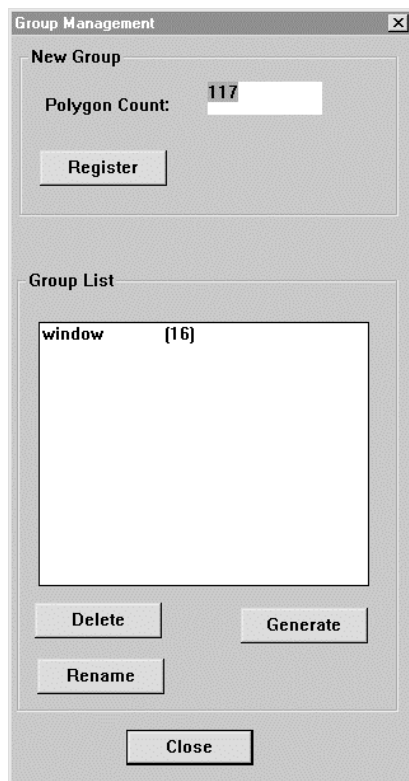 Group Management
New Group
Polygon Count: 117
Register
Group List
window (16)
Delete
Generate
Rename
Close